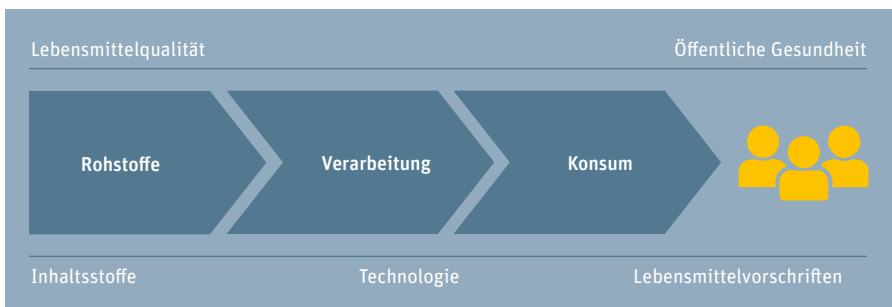 Lebensmittelqualität
Öffentliche Gesundheit
Rohstoffe
Verarbeitung
Konsum
Inhaltsstoffe
Technologie
Lebensmittelvorschriften